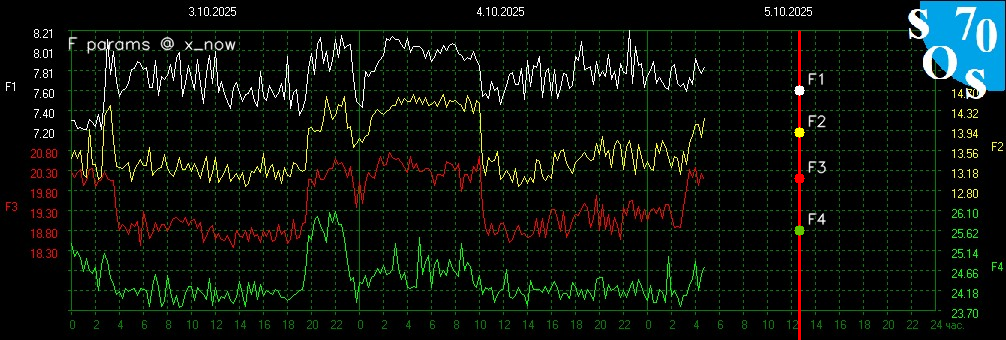 3.10.2025 4.10.2025 5.10.2025
SOS 70
F params @ x_now
F1
8.21
8.01
7.81
7.60
7.40
7.20
F3
20.80
20.30
19.80
19.30
18.80
18.30
F1
F2
F3
F4
14.70
14.32
13.94
13.56
13.18
12.80
F2
26.10
25.62
25.14
24.66
24.18
23.70
F4
0 2 4 6 8 10 12 14 16 18 20 22 0 2 4 6 8 10 12 14 16 18 20 22 0 2 4 6 8 10 12 14 16 18 20 22 24 час.